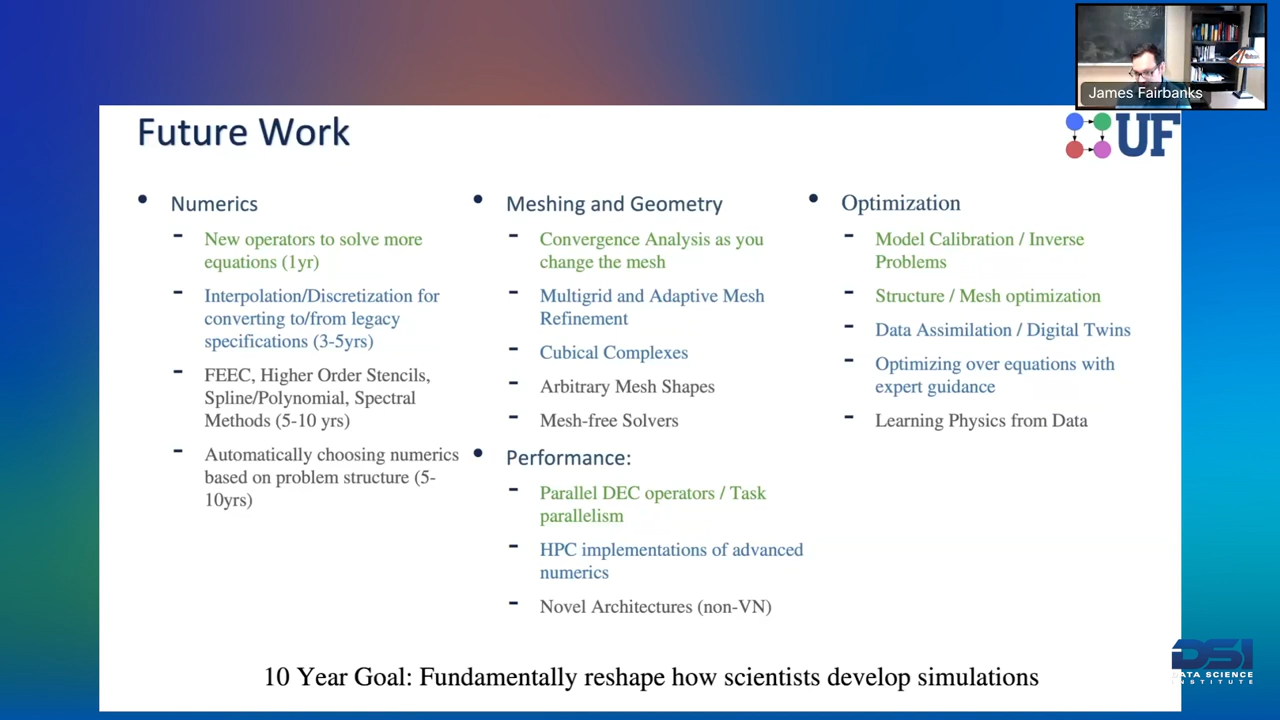 James Fairbanks
UF
Future Work
• Numerics
- New operators to solve more
equations (1yr)
- Interpolation/Discretization for
converting to/from legacy
specifications (3-5yrs)
- FEEC, Higher Order Stencils,
Spline/Polynomial, Spectral
Methods (5-10 yrs)
- Automatically choosing numerics
based on problem structure (5-
10yrs)
• Meshing and Geometry
- Convergence Analysis as you
change the mesh
- Multigrid and Adaptive Mesh
Refinement
- Cubical Complexes
- Arbitrary Mesh Shapes
- Mesh-free Solvers
• Performance:
- Parallel DEC operators / Task
parallelism
- HPC implementations of advanced
numerics
- Novel Architectures (non-VN)
• Optimization
- Model Calibration / Inverse
Problems
- Structure / Mesh optimization
- Data Assimilation / Digital Twins
- Optimizing over equations with
expert guidance
- Learning Physics from Data
10 Year Goal: Fundamentally reshape how scientists develop simulations
DSI
DATA SCIENCE
INSTITUTE